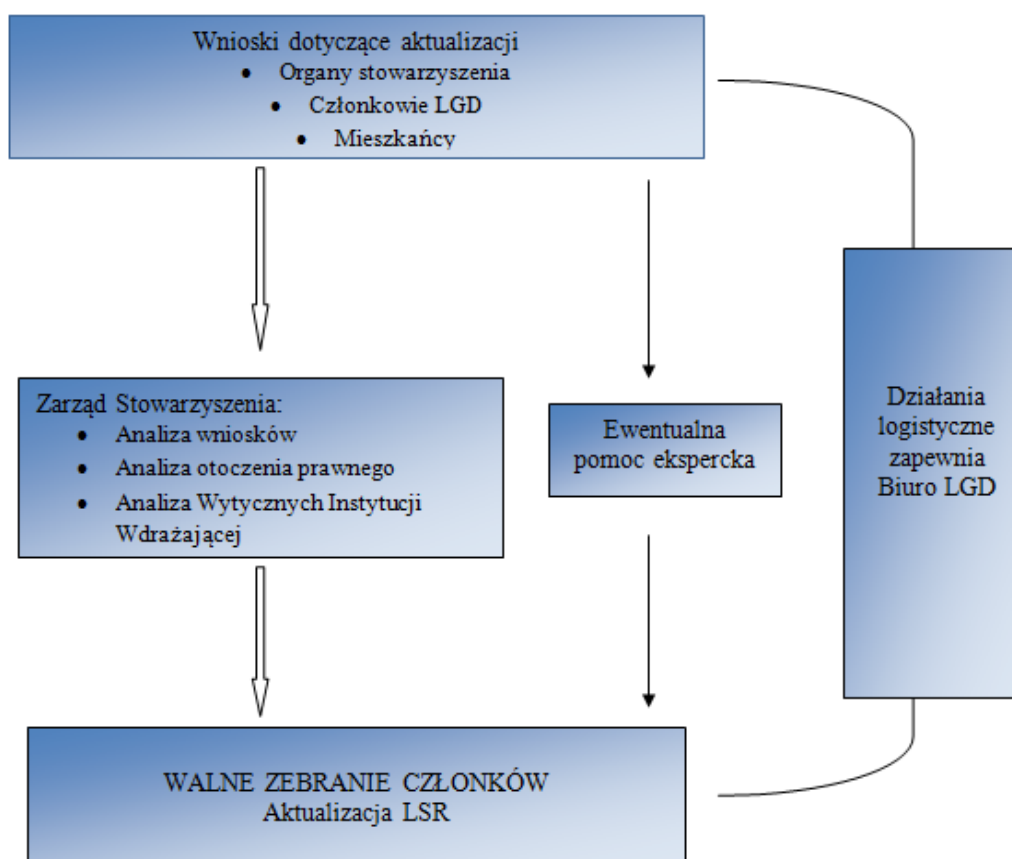 Wnioski dotyczące aktualizacji
• Organy stowarzyszenia
• Członkowie LGD
• Mieszkańcy
Zarząd Stowarzyszenia:
• Analiza wniosków
• Analiza otoczenia prawnego
• Analiza Wytycznych Instytucji
Wdrażającej
Ewentualna
pomoc ekspercka
Działania
logistyczne
zapewnia
Biuro LGD
WALNE ZEBRANIE CZŁONKÓW
Aktualizacja LSR